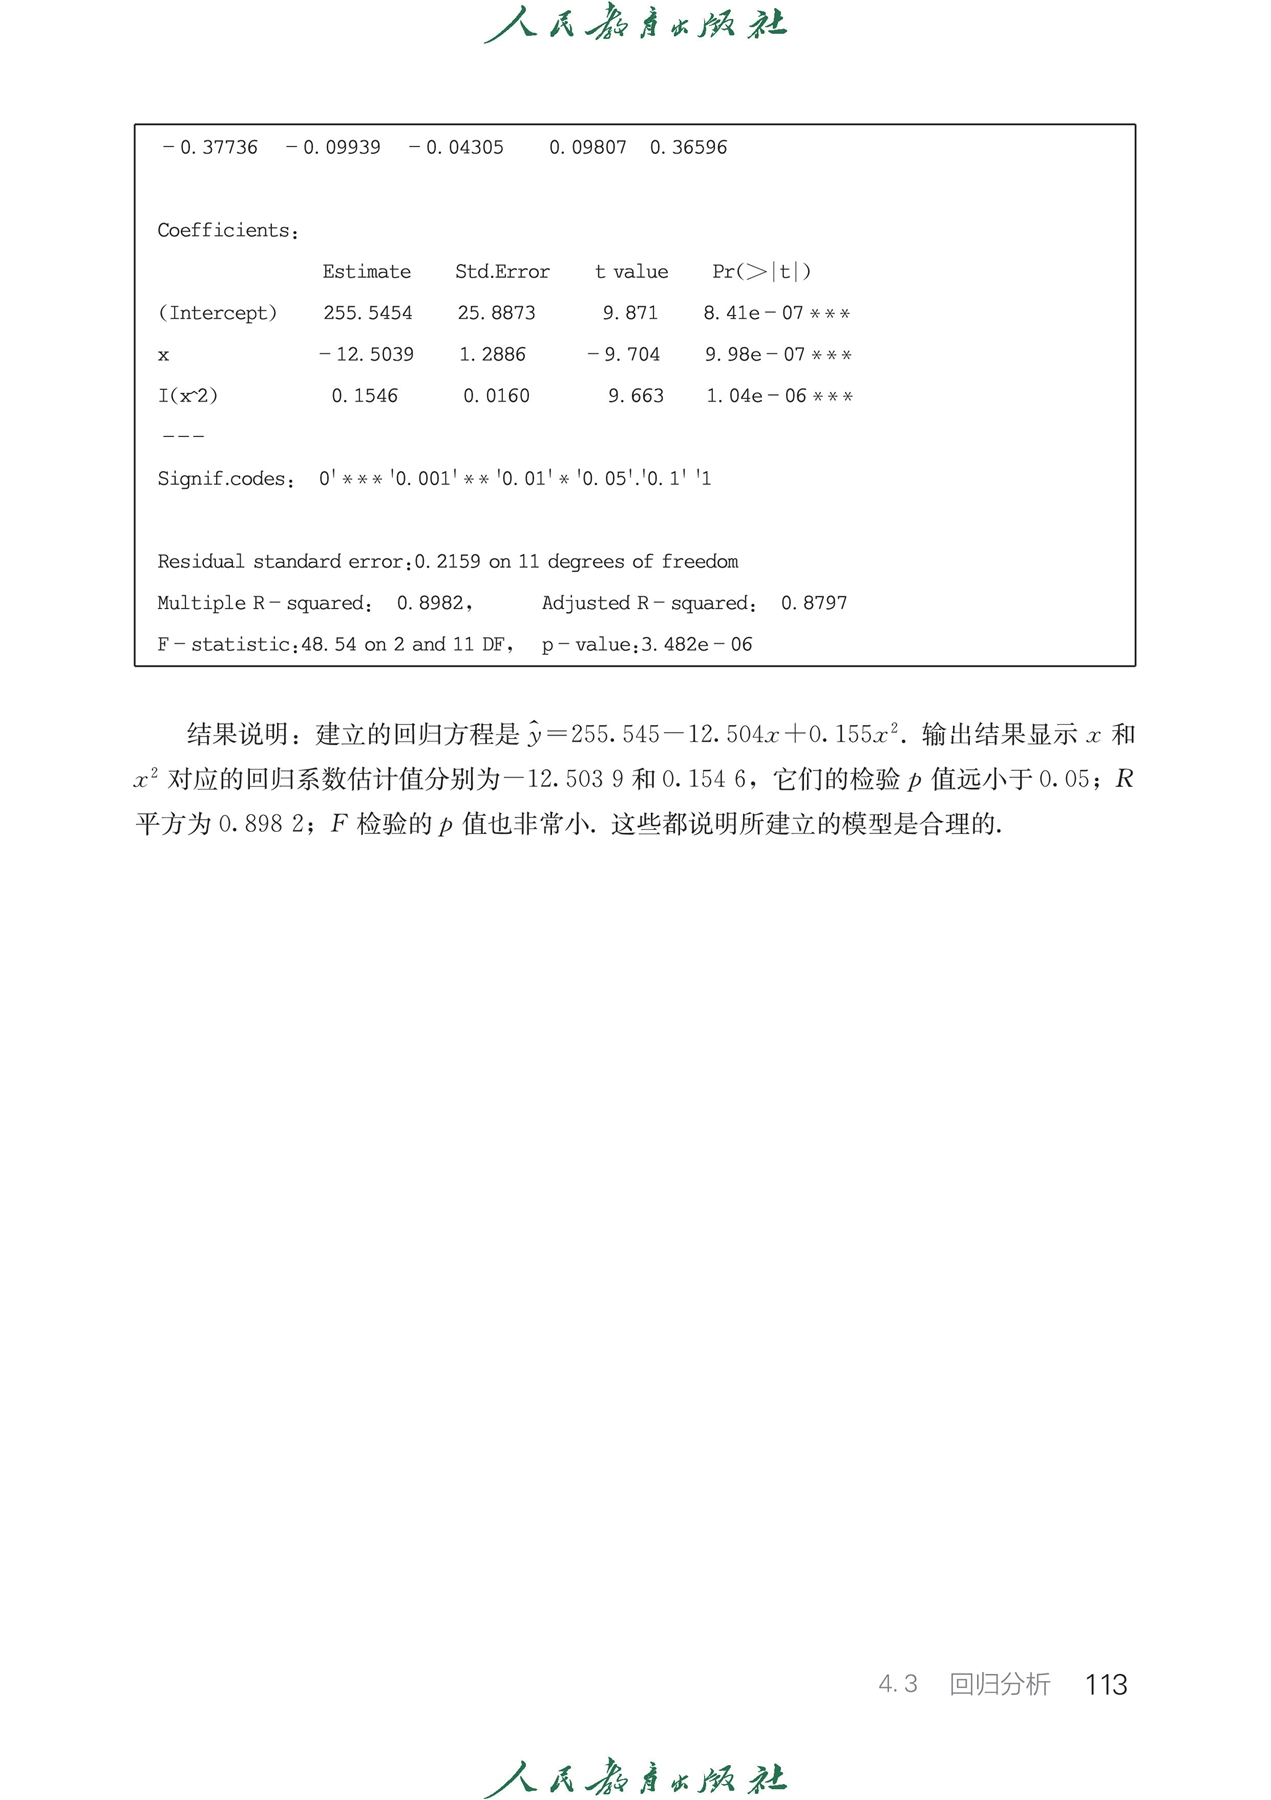 人民教育出版社
-0.37736 -0.09939 -0.04305 0.09807 0.36596
Coefficients:
Estimate Std.Error t value Pr(>|t|)
(Intercept) 255.5454 25.8873 9.871 8.41e-07***
x -12.5039 1.2886 -9.704 9.98e-07***
I(x^2) 0.1546 0.0160 9.663 1.04e-06***
---
Signif.codes: 0'***'0.001'**'0.01'*'0.05'.'0.1' '1
Residual standard error:0.2159 on 11 degrees of freedom
Multiple R-squared: 0.8982, Adjusted R-squared: 0.8797
F-statistic:48.54 on 2 and 11 DF, p-value:3.482e-06
结果说明：建立的回归方程是 ŷ=255.545-12.504x+0.155x². 输出结果显示 x 和
x² 对应的回归系数估计值分别为-12.503 9 和 0.154 6，它们的检验 p 值远小于 0.05；R
平方为 0.898 2；F 检验的 p 值也非常小. 这些都说明所建立的模型是合理的.
4.3 回归分析 113
人民教育出版社